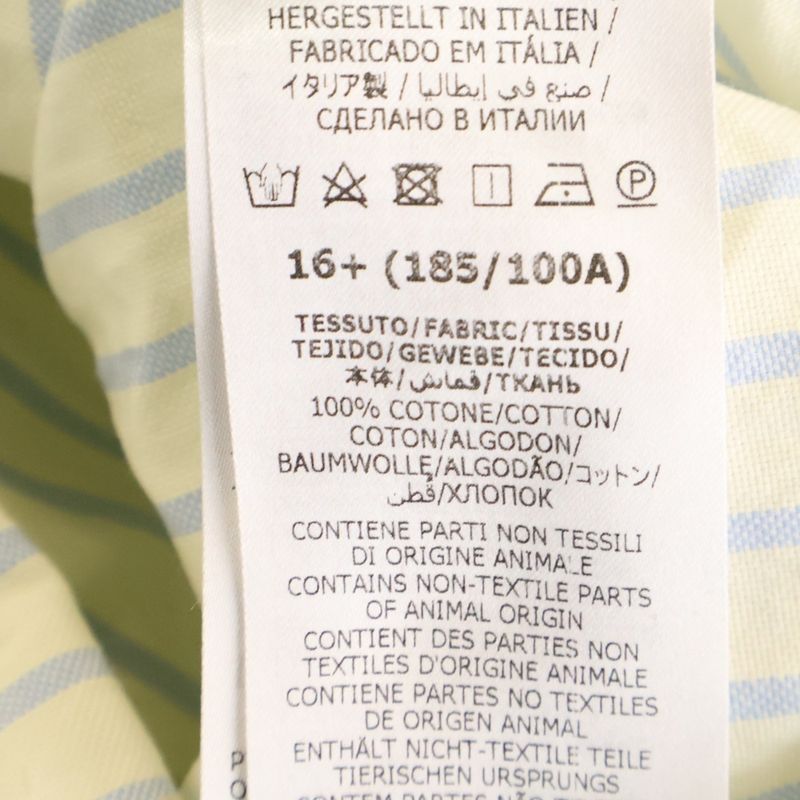 HERGESTELLT IN ITALIEN /
FABRICADO EM ITÁLIA /
イタリア製 / صنع في إيطاليا /
СДЕЛАНО В ИТАЛИИ
P
16+ (185/100A)
TESSUTO/FABRIC/TISSU/
TEJIDO/GEWEBE/TECIDO/
本体/قماش/ТКАНЬ
100% COTONE/COTTON/
COTON/ALGODON/
BAUMWOLLE/ALGODÃO/コットン/
قطن/ХЛОПОК
CONTIENE PARTI NON TESSILI
DI ORIGINE ANIMALE
CONTAINS NON-TEXTILE PARTS
OF ANIMAL ORIGIN
CONTIENT DES PARTIES NON
TEXTILES D'ORIGINE ANIMALE
CONTIENE PARTES NO TEXTILES
DE ORIGEN ANIMAL
ENTHÄLT NICHT-TEXTILE TEILE
TIERISCHEN URSPRUNGS